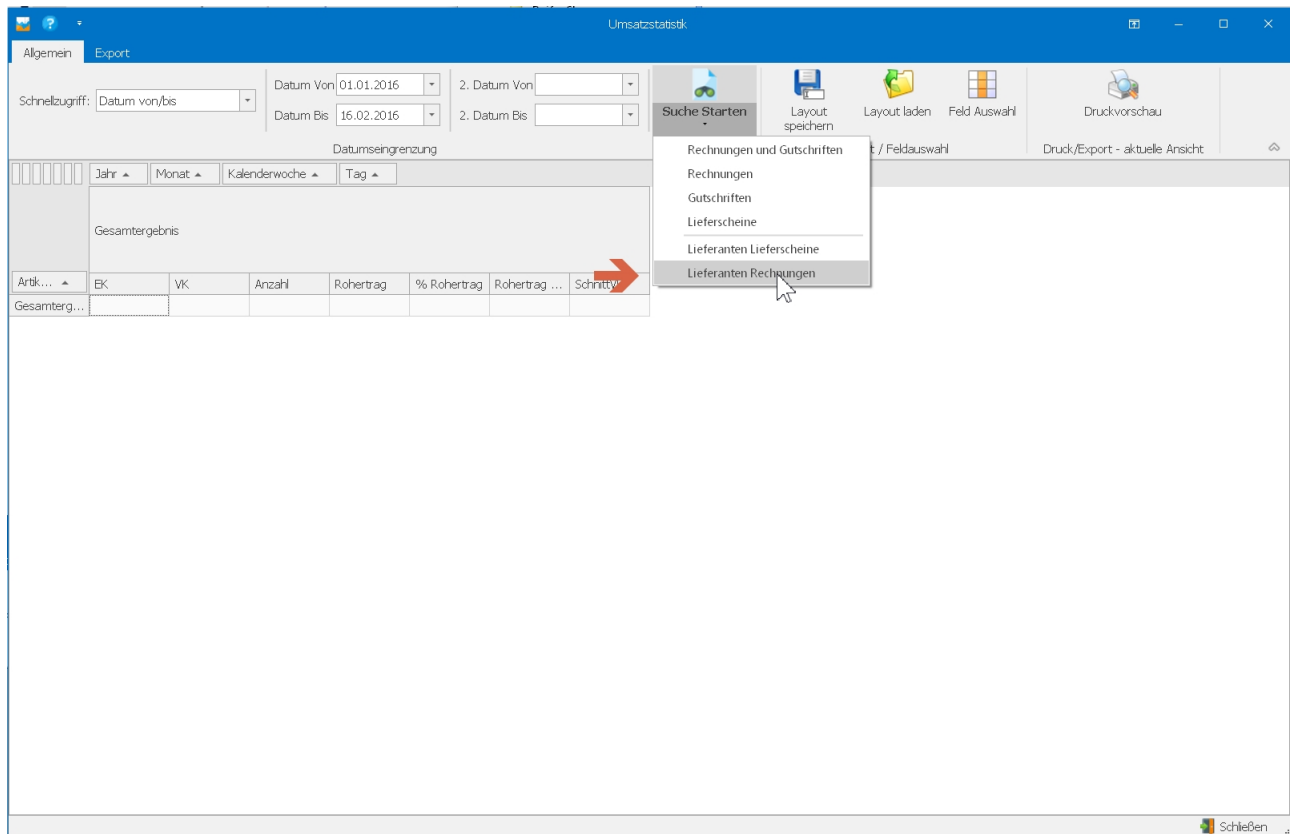 Umsatzstatistik
Allgemein Export
Schnellzugriff: Datum von/bis
Datum Von 01.01.2016
Datum Bis 16.02.2016
2. Datum Von
2. Datum Bis
Datumseingrenzung
Suche Starten
Layout
speichern
Layout laden
Feld Auswahl
t / Feldauswahl
Druckvorschau
Druck/Export - aktuelle Ansicht
Rechnungen und Gutschriften
Rechnungen
Gutschriften
Lieferscheine
Lieferanten Lieferscheine
Lieferanten Rechnungen
Jahr Monat Kalenderwoche Tag
Gesamtergebnis
Artik... EK VK Anzahl Rohertrag % Rohertrag Rohertrag ...
Gesamterg...
Schließen